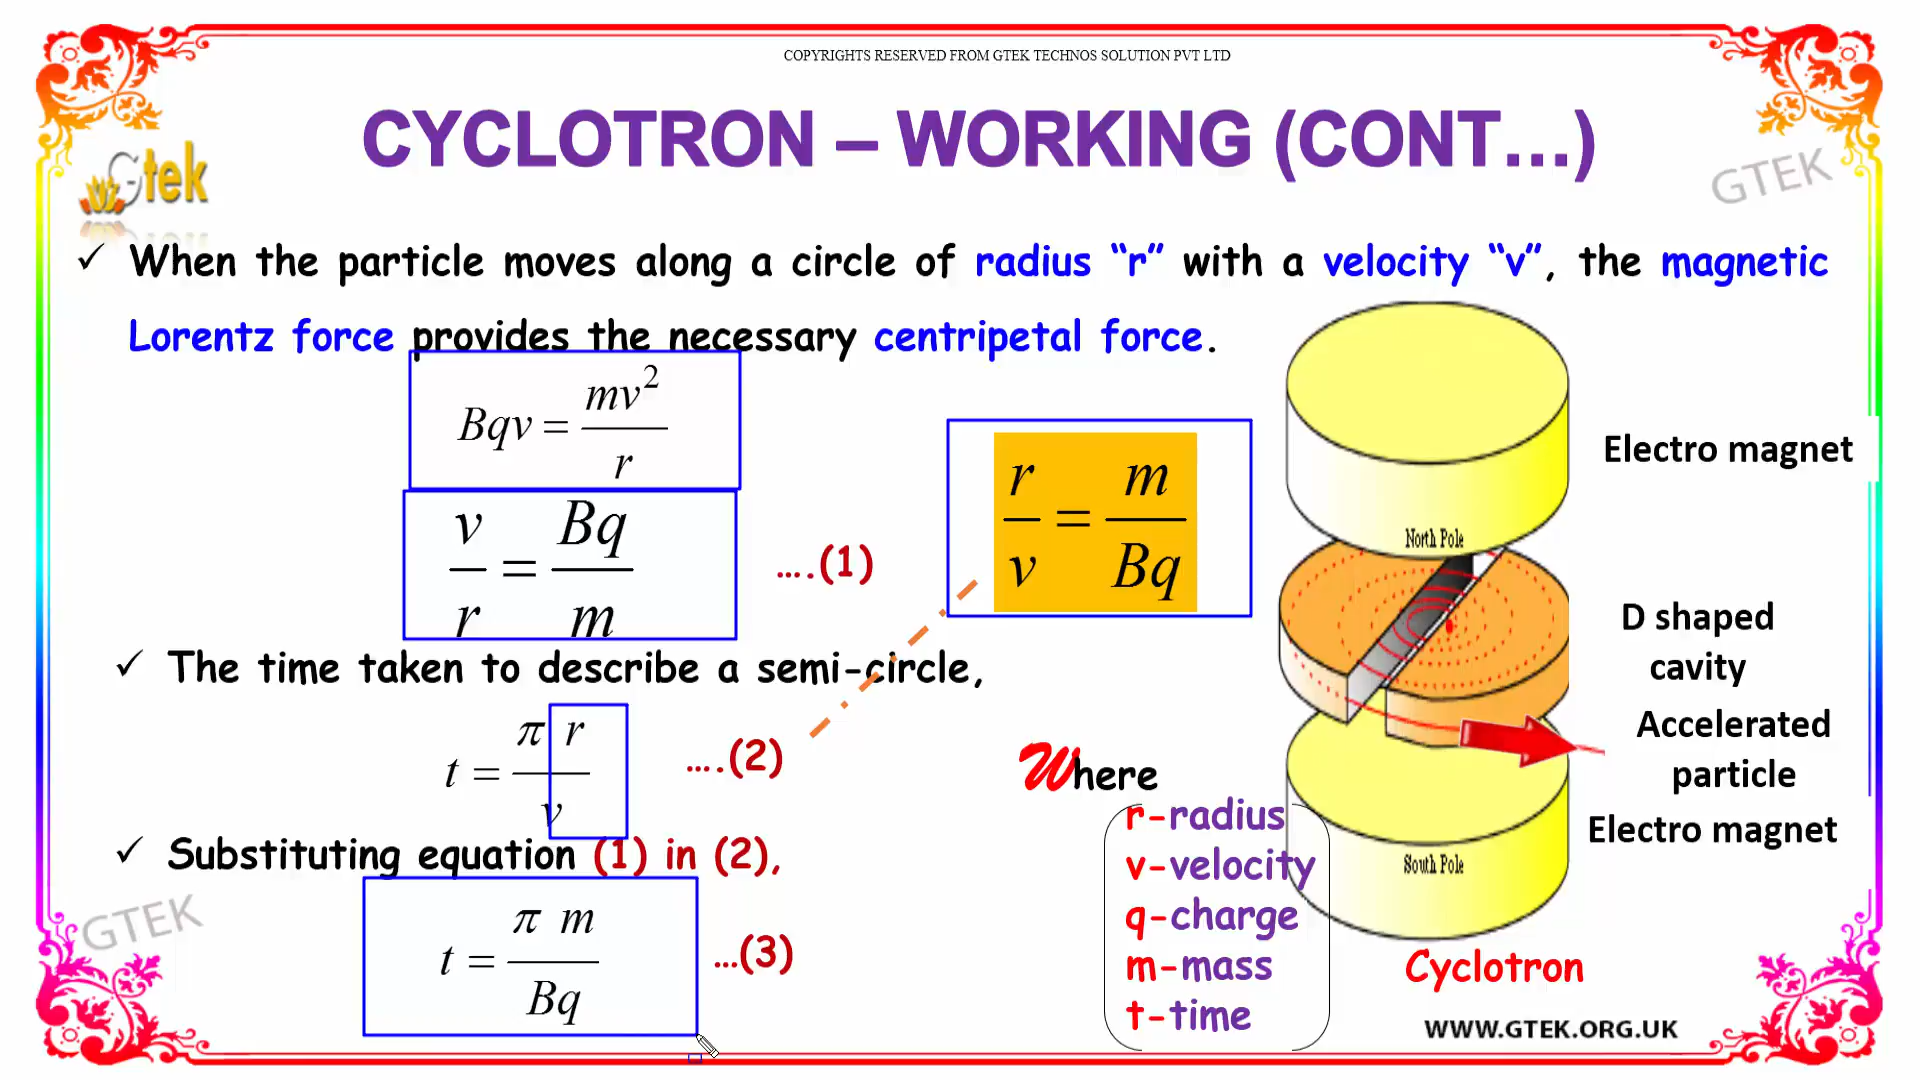 COPYRIGHTS RESERVED FROM GTEK TECHNOS SOLUTION PVT LTD
CYCLOTRON – WORKING (CONT...)
Gtek
GTEK
✓ When the particle moves along a circle of radius “r” with a velocity “v”, the magnetic
Lorentz force provides the necessary centripetal force.
Bqv = mv²/r
v/r = Bq/m ….(1)
r/v = m/Bq
✓ The time taken to describe a semi-circle,
t = π r/v ….(2)
✓ Substituting equation (1) in (2),
t = π m/Bq …(3)
Where
r-radius
v-velocity
q-charge
m-mass
t-time
Electro magnet
North Pole
D shaped
cavity
Accelerated
particle
Electro magnet
South Pole
Cyclotron
GTEK
WWW.GTEK.ORG.UK